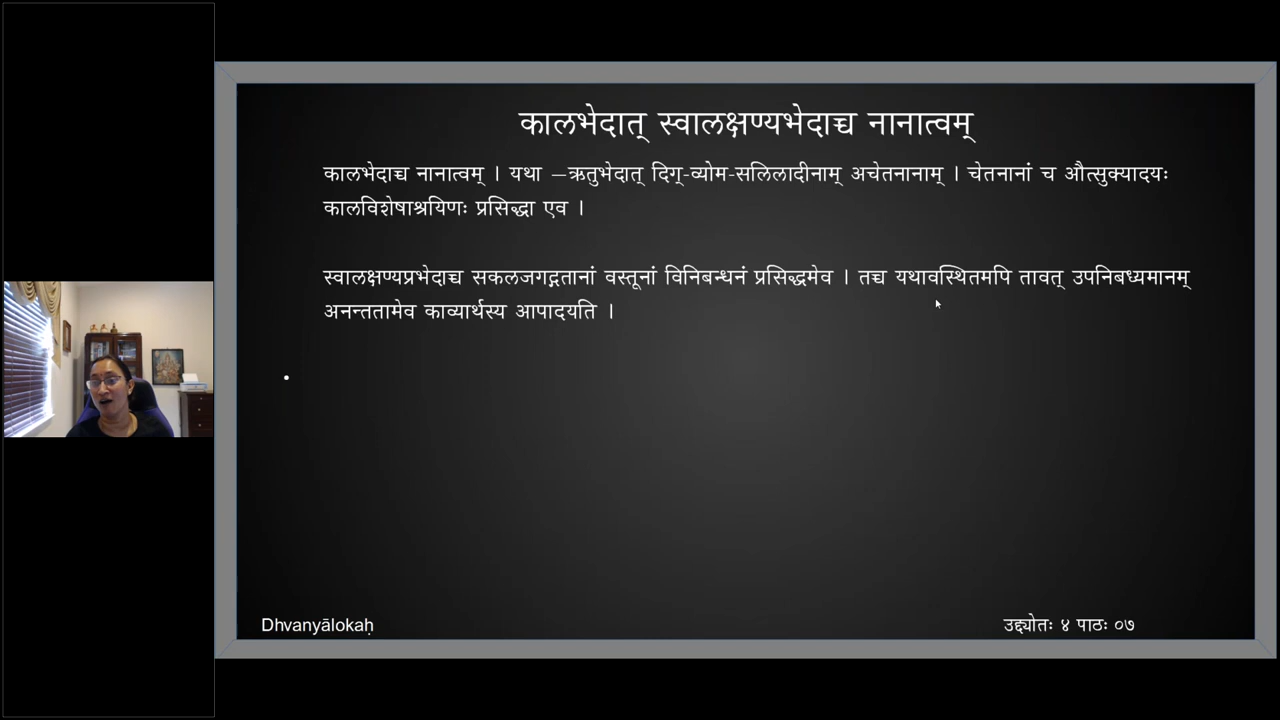 कालभेदात् स्वालक्षण्यभेदाच्च नानात्वम्
कालभेदाच्च नानात्वम् । यथा –ऋतुभेदात् दिग्-व्योम-सलिलादीनाम् अचेतनानाम् । चेतनानां च औत्सुक्यादयः
कालविशेषाश्रयिणः प्रसिद्धा एव ।
स्वालक्षण्यप्रभेदाच्च सकलजगद्गतानां वस्तूनां विनिबन्धनं प्रसिद्धमेव । तच्च यथावस्थितमपि तावत् उपनिबध्यमानम्
अनन्ततामेव काव्यार्थस्य आपादयति ।
Dhvanyālokaḥ
उद्द्योतः ४ पाठः ०७